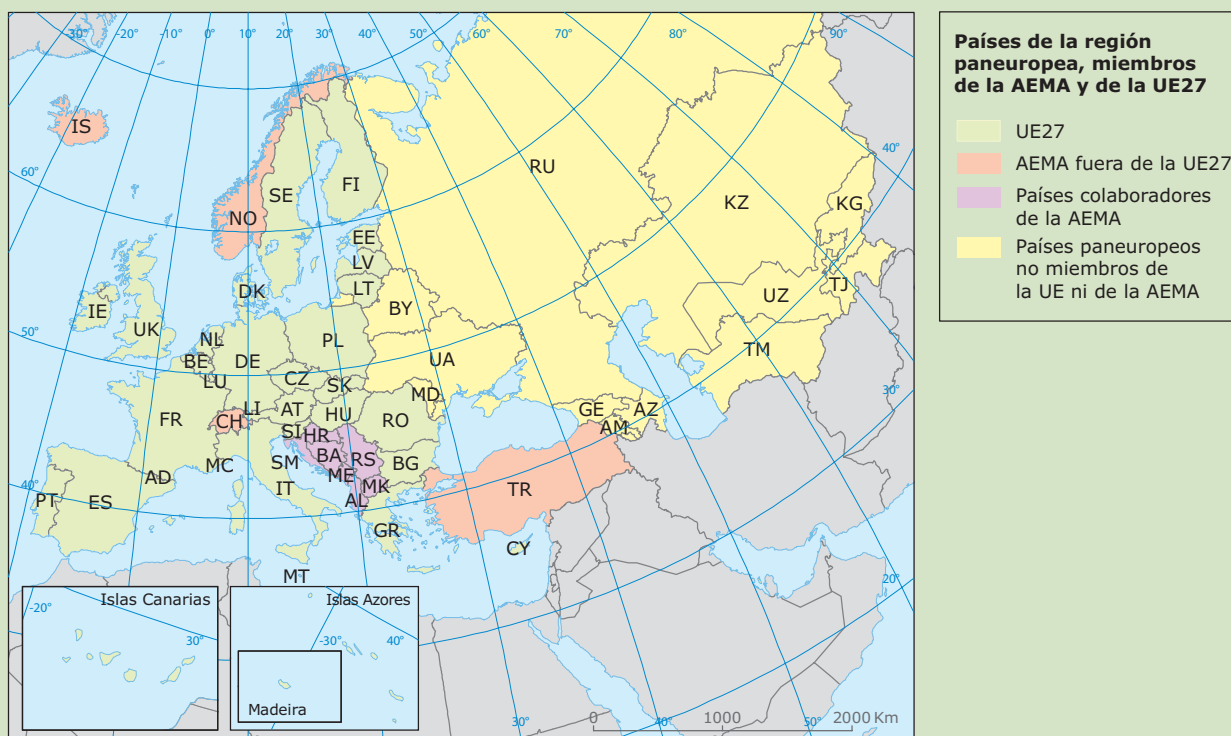 -30°
-20°
-10°
0°
10°
20°
30°
40°
50°
60°
70°
80°
90°
60°
50°
40°
40°
30°
20°
IS
NO
SE
FI
RU
EE
LV
LT
DK
IE
UK
NL
BE
LU
DE
PL
BY
UA
KZ
KG
UZ
TJ
TM
CZ
SK
MD
FR
LI
AT
HU
RO
CH
SI
HR
BA
RS
BG
GE
AZ
AM
MC
SM
ME
MK
AD
IT
AL
TR
PT
ES
GR
CY
MT
Islas Canarias
-20°
30°
Islas Azores
-30°
40°
Madeira
0° 10° 20° 30° 40° 50°
0 1000 2000 Km
Países de la región
paneuropea, miembros
de la AEMA y de la UE27
UE27
AEMA fuera de la UE27
Países colaboradores
de la AEMA
Países paneuropeos
no miembros de
la UE ni de la AEMA